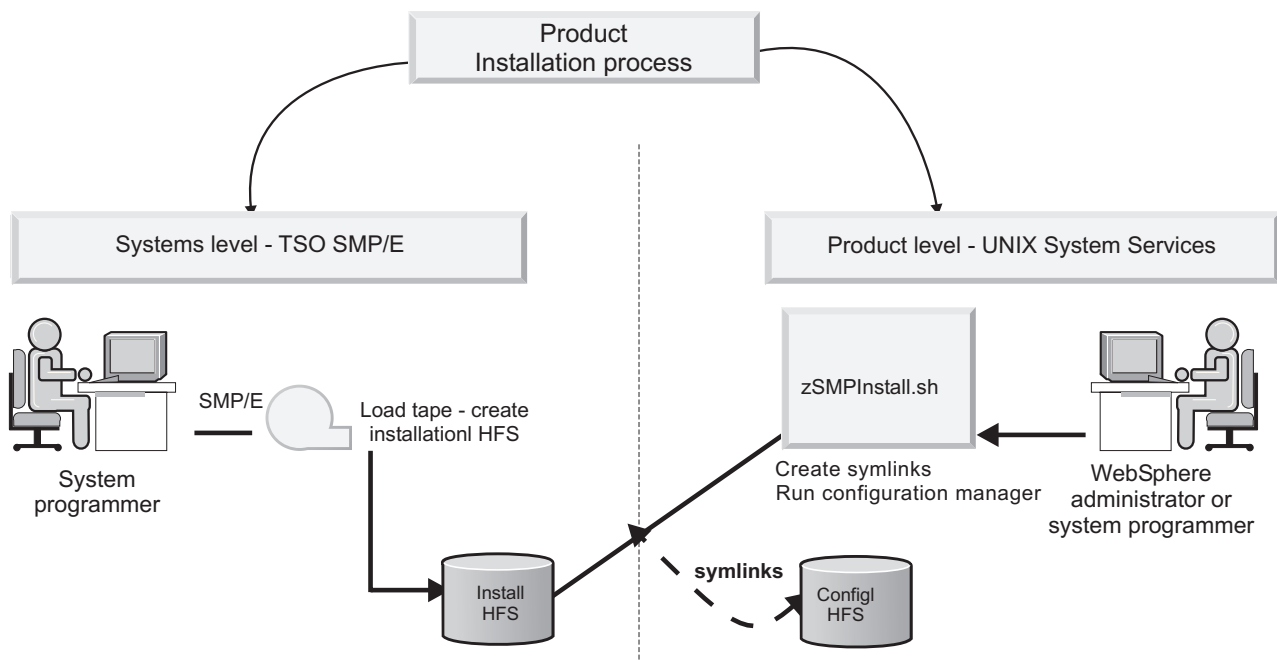 Product
Installation process
Systems level - TSO SMP/E
Product level - UNIX System Services
SMP/E
Load tape - create
installationl HFS
System
programmer
Install
HFS
zSMPInstall.sh
Create symlinks
Run configuration manager
WebSphere
administrator or
system programmer
symlinks
Configl
HFS